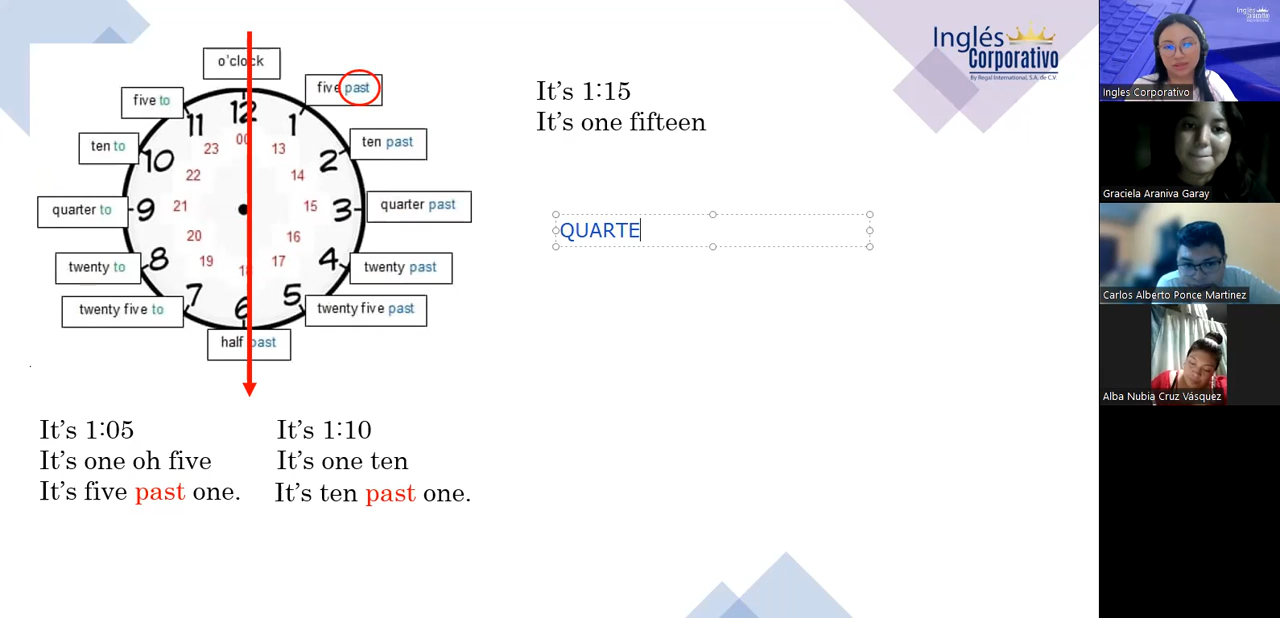 o'clock
five past
ten past
quarter past
twenty past
twenty five past
half past
twenty five to
twenty to
quarter to
ten to
five to
12
1
2
3
4
5
6
7
8
9
10
11
00
13
14
15
16
17
19
20
21
22
23
It's 1:05
It's one oh five
It's five past one.
It's 1:10
It's one ten
It's ten past one.
It's 1:15
It's one fifteen
QUARTE
Inglés
Corporativo
By Regal International, S.A. de C.V.
Ingles Corporativo
Graciela Araniva Garay
Carlos Alberto Ponce Martinez
Alba Nubia Cruz Vásquez